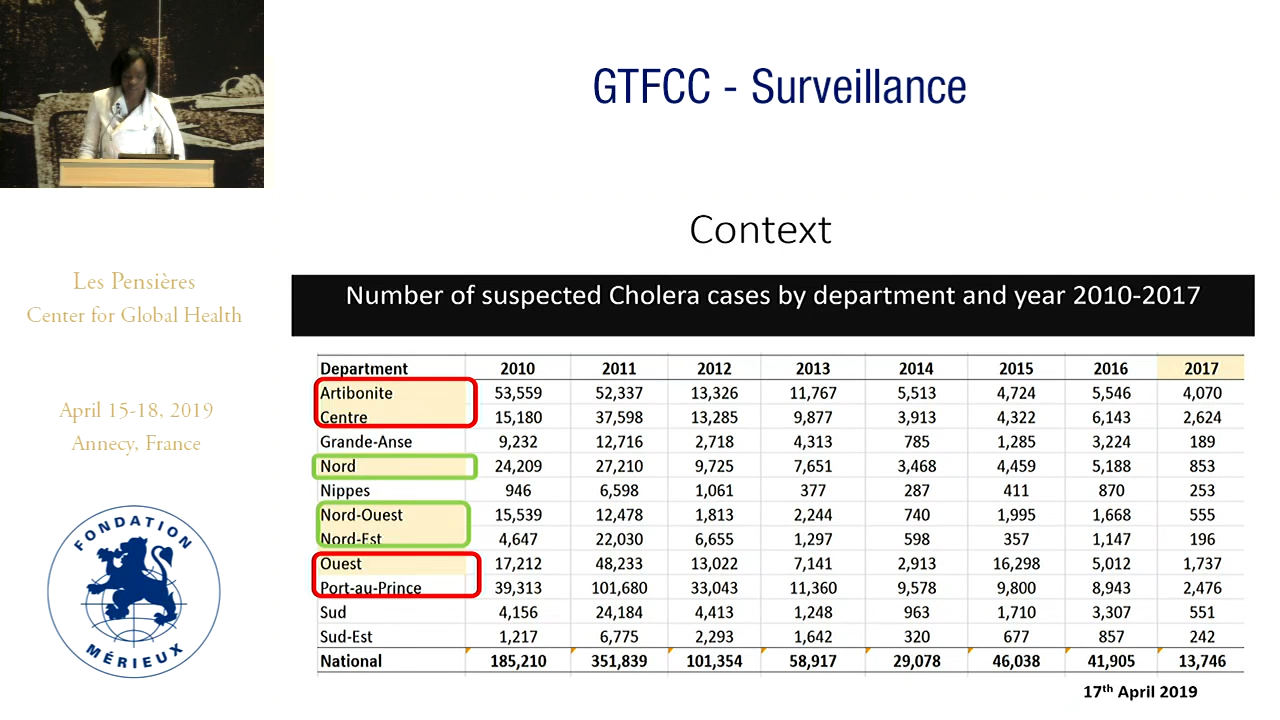 GTFCC - Surveillance
Context
Les Pensières
Center for Global Health
April 15-18, 2019
Annecy, France
FONDATION
MÉRIEUX
Number of suspected Cholera cases by department and year 2010-2017
Department 2010 2011 2012 2013 2014 2015 2016 2017
Artibonite 53,559 52,337 13,326 11,767 5,513 4,724 5,546 4,070
Centre 15,180 37,598 13,285 9,877 3,913 4,322 6,143 2,624
Grande-Anse 9,232 12,716 2,718 4,313 785 1,285 3,224 189
Nord 24,209 27,210 9,725 7,651 3,468 4,459 5,188 853
Nippes 946 6,598 1,061 377 287 411 870 253
Nord-Ouest 15,539 12,478 1,813 2,244 740 1,995 1,668 555
Nord-Est 4,647 22,030 6,655 1,297 598 357 1,147 196
Ouest 17,212 48,233 13,022 7,141 2,913 16,298 5,012 1,737
Port-au-Prince 39,313 101,680 33,043 11,360 9,578 9,800 8,943 2,476
Sud 4,156 24,184 4,413 1,248 963 1,710 3,307 551
Sud-Est 1,217 6,775 2,293 1,642 320 677 857 242
National 185,210 351,839 101,354 58,917 29,078 46,038 41,905 13,746
17th April 2019